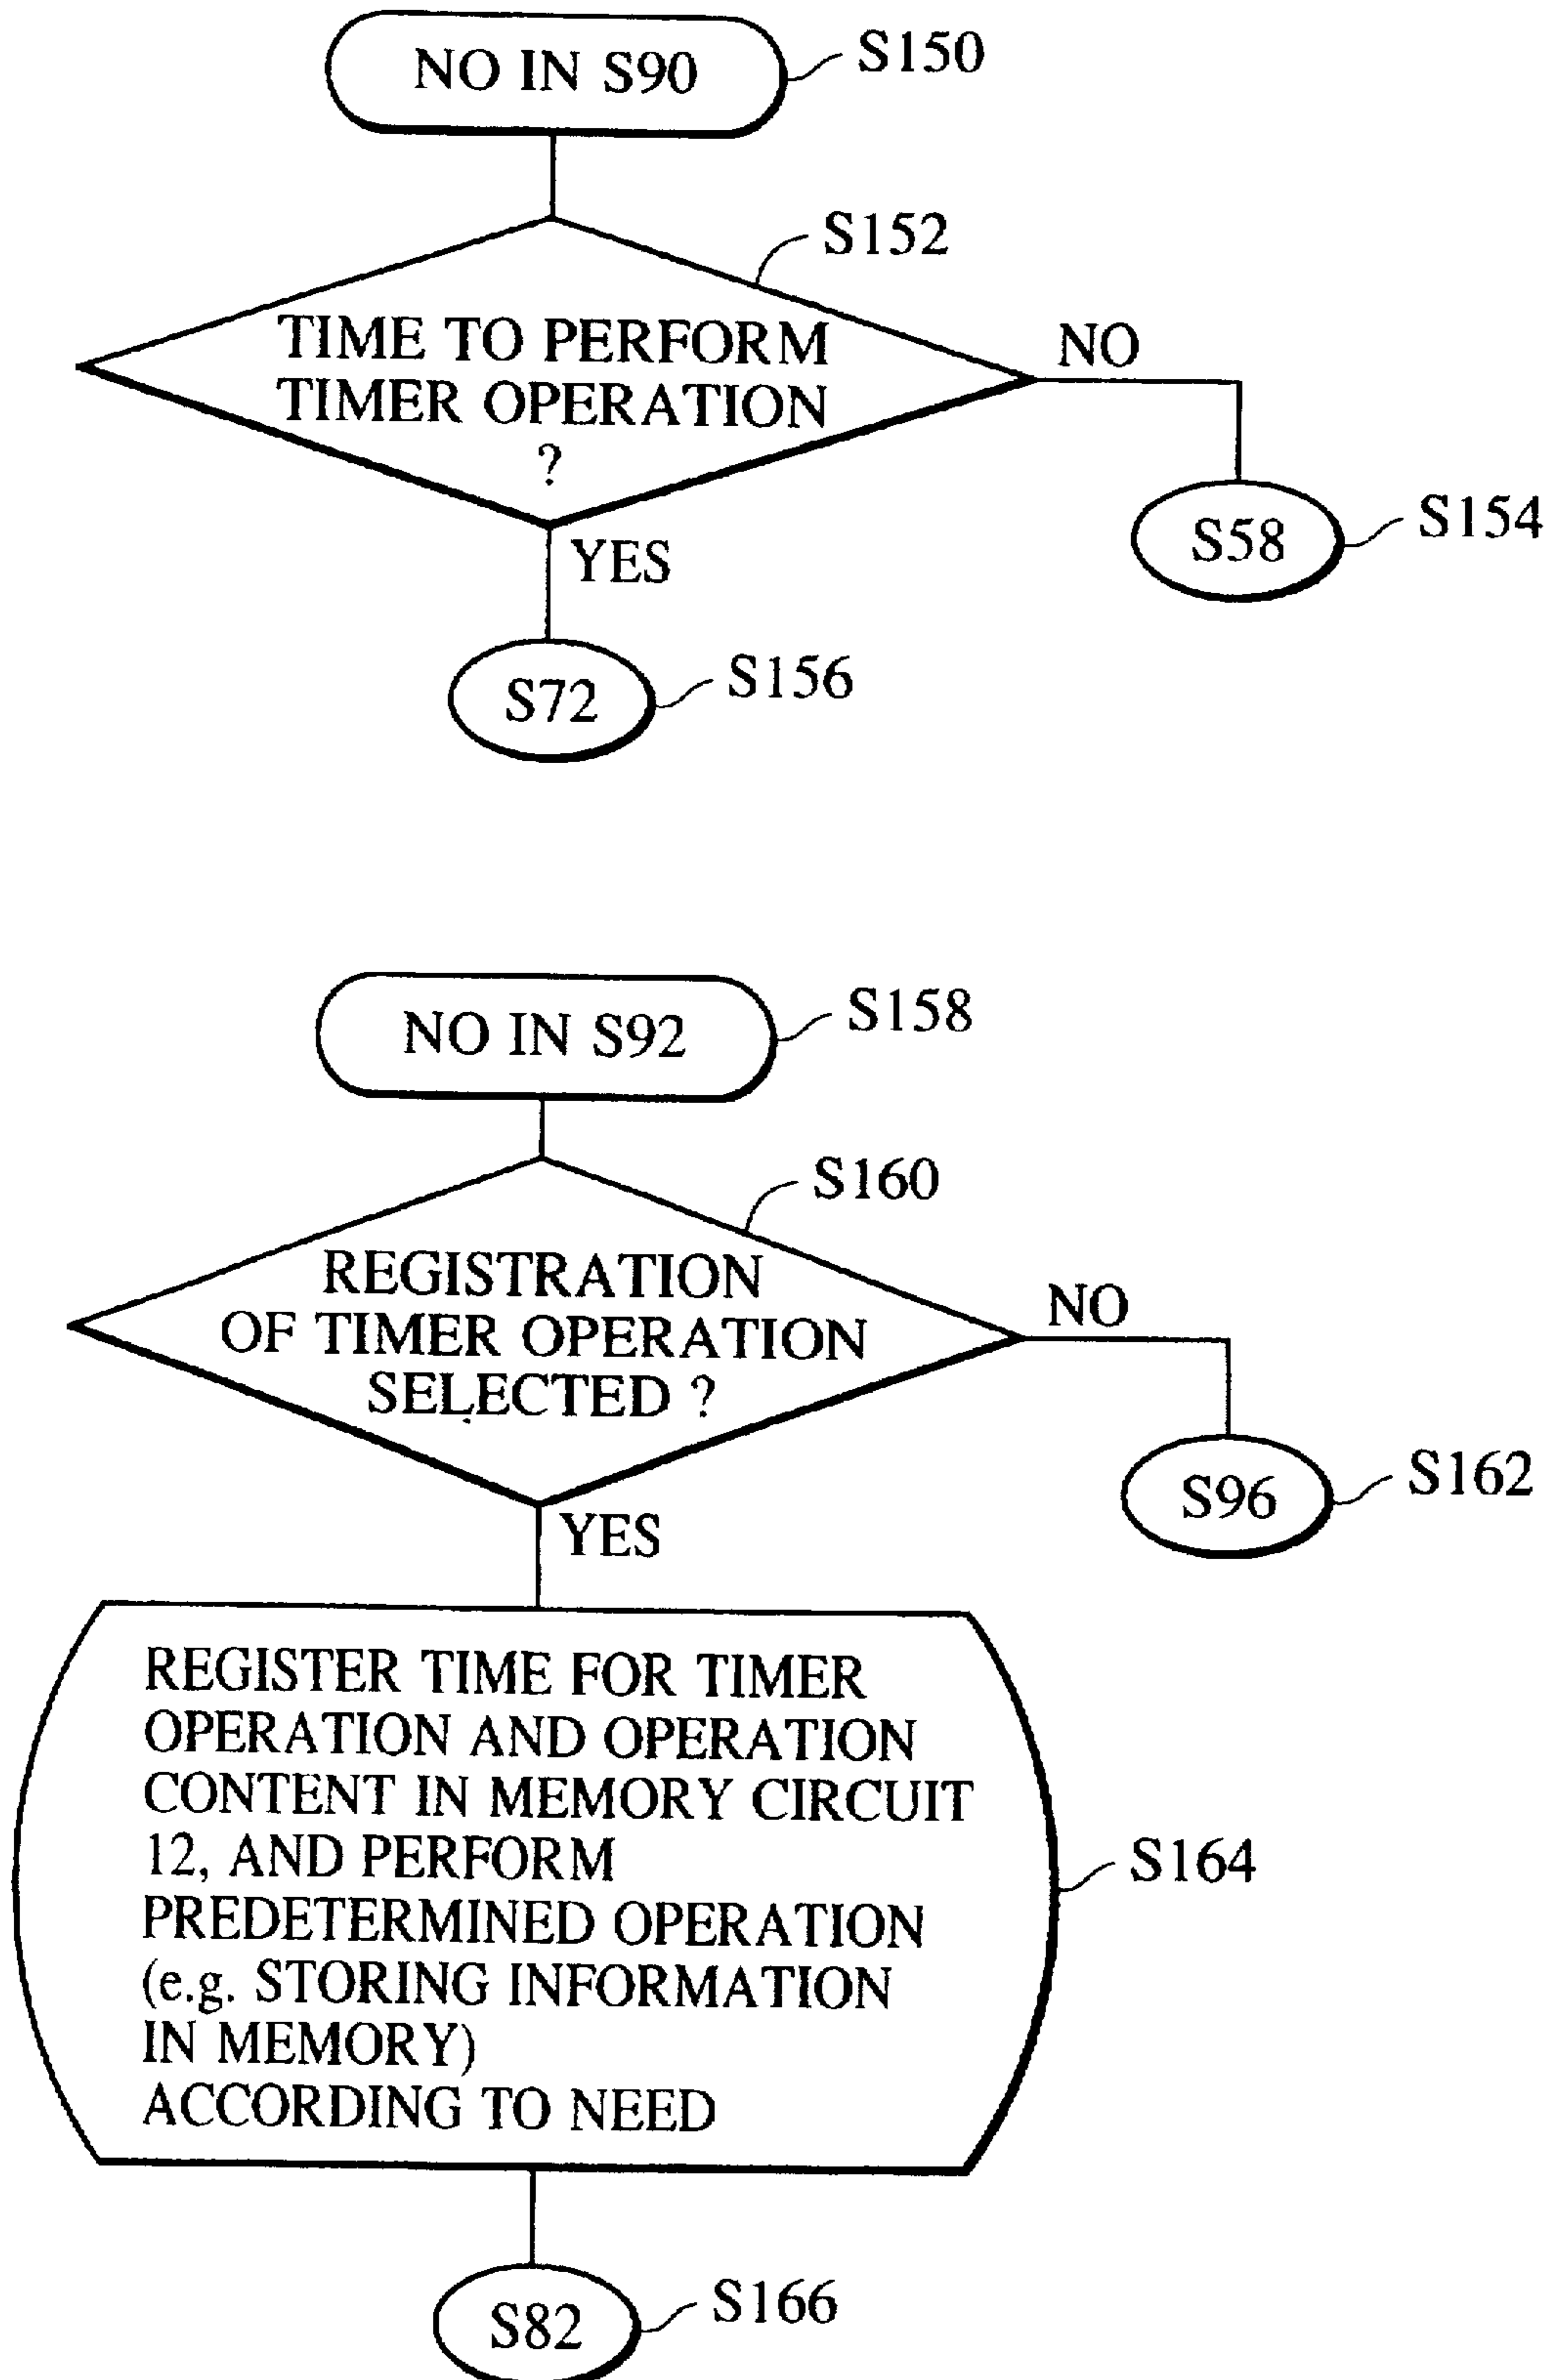 NO IN S90
S150
S152
TIME TO PERFORM
TIMER OPERATION
?
NO
S58
S154
YES
S72
S156
NO IN S92
S158
S160
REGISTRATION
OF TIMER OPERATION
SELECTED ?
NO
S96
S162
YES
REGISTER TIME FOR TIMER
OPERATION AND OPERATION
CONTENT IN MEMORY CIRCUIT
12, AND PERFORM
PREDETERMINED OPERATION
(e.g. STORING INFORMATION
IN MEMORY)
ACCORDING TO NEED
S164
S82
S166